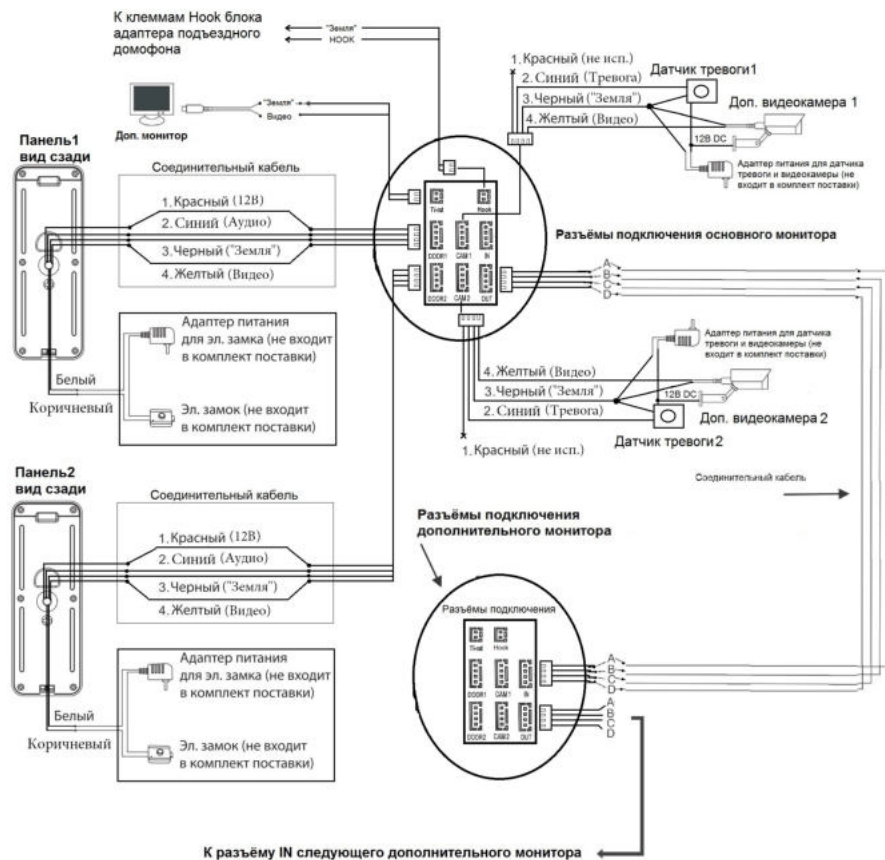 К клеммам Hook блока
адаптера подъездного
домофона
"Земля"
HOOK
Доп. монитор
"Земля"
Видео
1. Красный (не исп.)
2. Синий (Тревога)
3. Черный ("Земля")
4. Желтый (Видео)
Датчик тревоги1
Доп. видеокамера 1
12В DC
Адаптер питания для датчика
тревоги и видеокамеры (не
входит в комплект поставки)
Панель1
вид сзади
Соединительный кабель
1. Красный (12В)
2. Синий (Аудио)
3. Черный ("Земля")
4. Желтый (Видео)
Hook
DOOR1 CAM1 IN
DOOR2 CAM2 OUT
Разъёмы подключения основного монитора
A
B
C
D
Адаптер питания
для эл. замка (не входит
в комплект поставки)
Белый
Коричневый
Эл. замок (не входит
в комплект поставки)
4. Желтый (Видео)
3. Черный ("Земля")
2. Синий (Тревога)
1. Красный (не исп.)
Адаптер питания для датчика
тревоги и видеокамеры (не
входит в комплект поставки)
12В DC
Доп. видеокамера 2
Датчик тревоги2
Соединительный кабель
Панель2
вид сзади
Соединительный кабель
1. Красный (12В)
2. Синий (Аудио)
3. Черный ("Земля")
4. Желтый (Видео)
Адаптер питания
для эл. замка (не входит
в комплект поставки)
Белый
Коричневый
Эл. замок (не входит
в комплект поставки)
Разъёмы подключения
дополнительного монитора
Разъёмы подключения
Hook
DOOR1 CAM1 IN
DOOR2 CAM2 OUT
A
B
C
D
A
B
C
D
К разъёму IN следующего дополнительного монитора